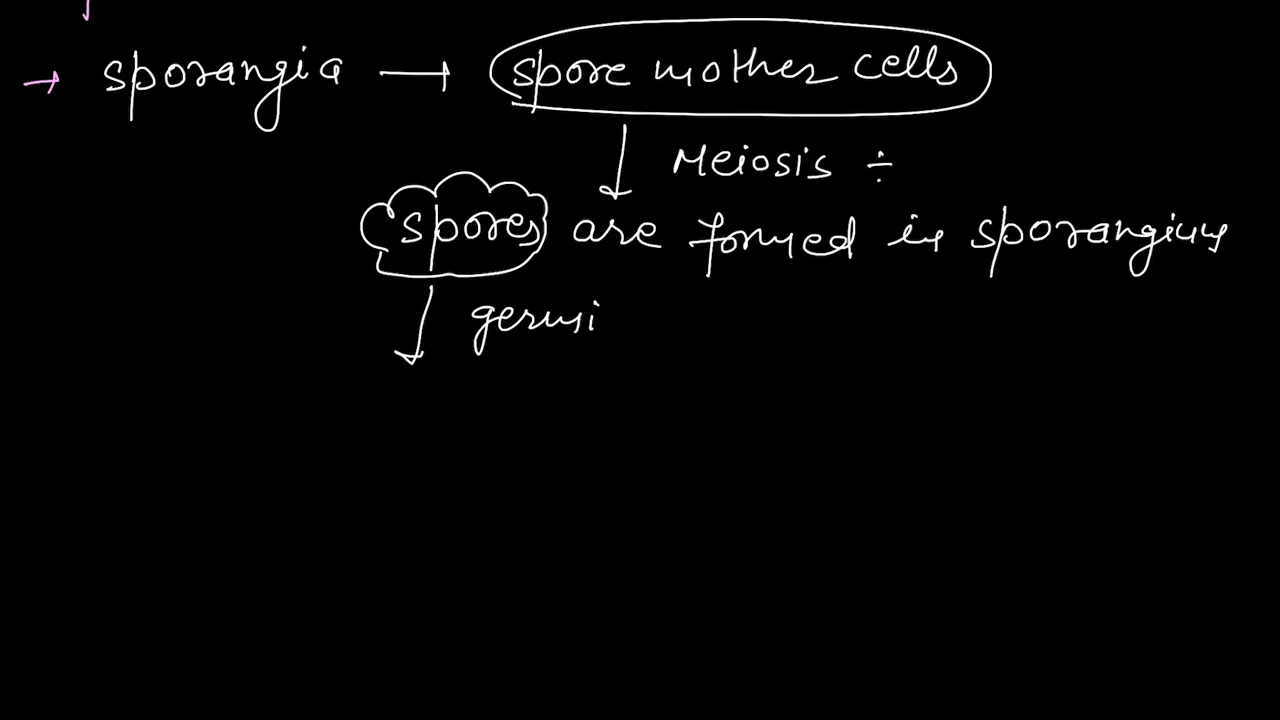 → sporangia → spore mother cells
↓ Meiosis ÷
spores are formed in sporangium
↓ germi